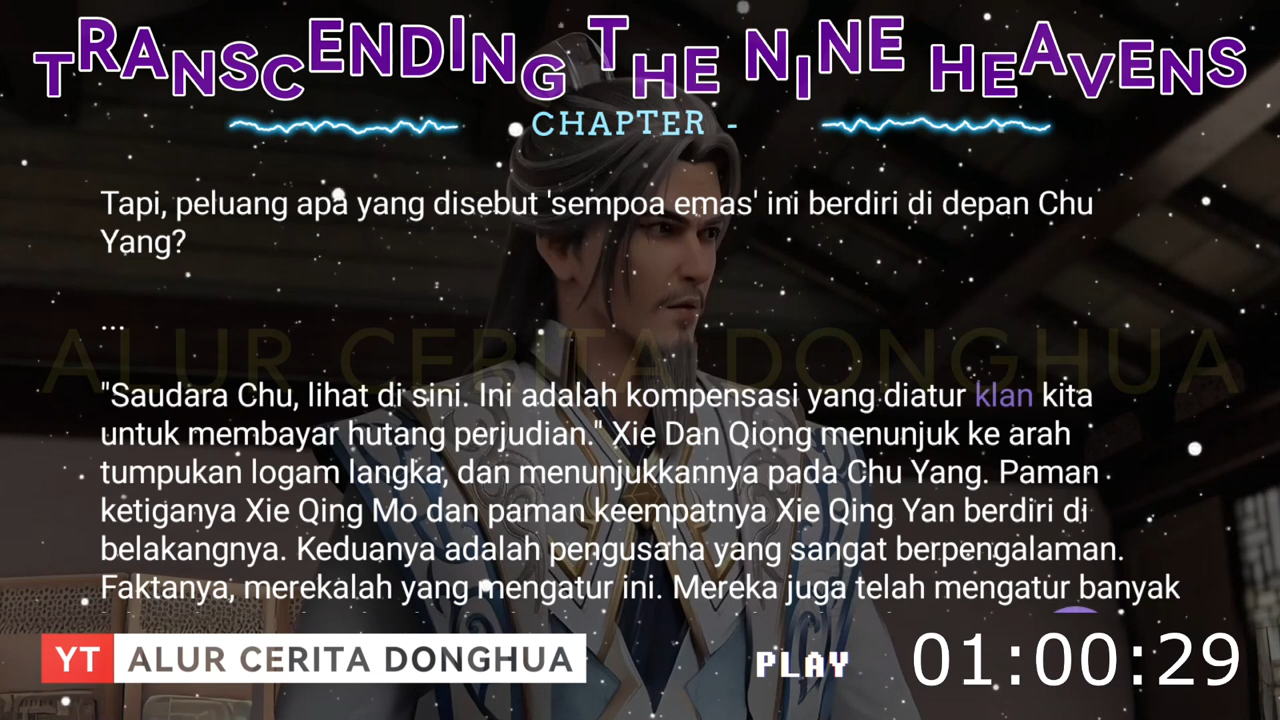 TRANSCENDING THE NINE HEAVENS
CHAPTER -
Tapi, peluang apa yang disebut 'sempoa emas' ini berdiri di depan Chu
Yang?
...
ALUR CERITA DONGHUA
"Saudara Chu, lihat di sini. Ini adalah kompensasi yang diatur klan kita
untuk membayar hutang perjudian." Xie Dan Qiong menunjuk ke arah
tumpukan logam langka, dan menunjukkannya pada Chu Yang. Paman
ketiganya Xie Qing Mo dan paman keempatnya Xie Qing Yan berdiri di
belakangnya. Keduanya adalah pengusaha yang sangat berpengalaman.
Faktanya, merekalah yang mengatur ini. Mereka juga telah mengatur banyak
YT ALUR CERITA DONGHUA
PLAY 01:00:29